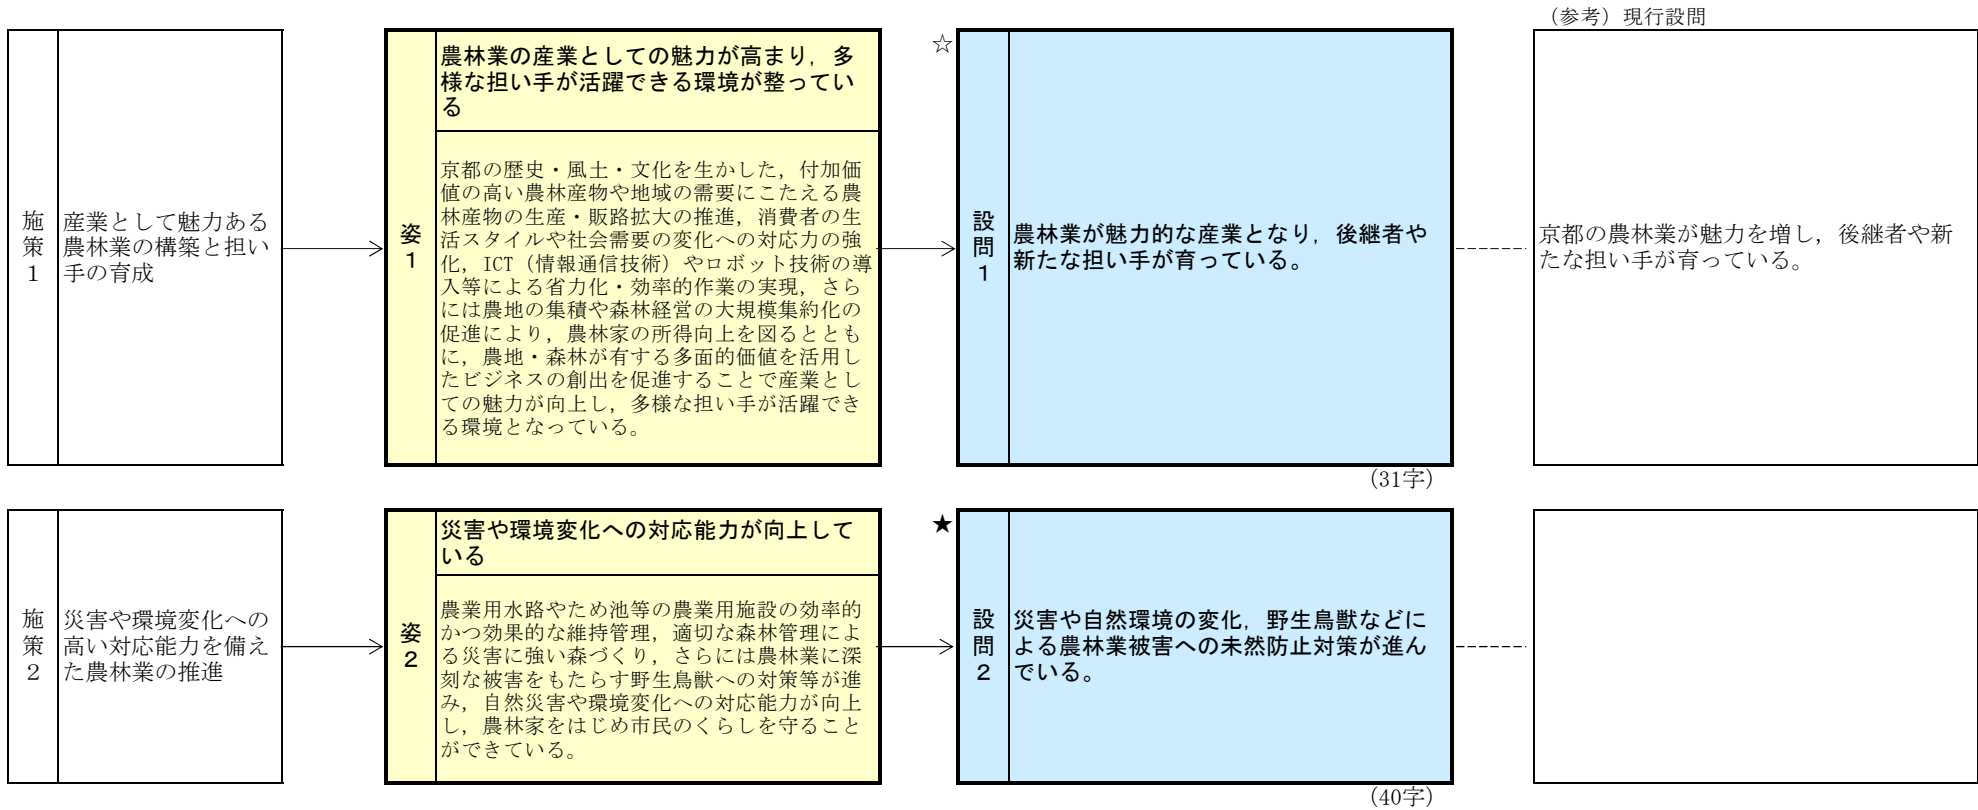 （参考）現行設問
施策1
産業として魅力ある
農林業の構築と担い
手の育成
姿1
農林業の産業としての魅力が高まり，多
様な担い手が活躍できる環境が整ってい
る
京都の歴史・風土・文化を生かした，付加価
値の高い農林産物や地域の需要にこたえる農
林産物の生産・販路拡大の推進，消費者の生
活スタイルや社会需要の変化への対応力の強
化，ICT（情報通信技術）やロボット技術の導
入等による省力化・効率的作業の実現，さら
には農地の集積や森林経営の大規模集約化の
促進により，農林家の所得向上を図るととも
に，農地・森林が有する多面的価値を活用し
たビジネスの創出を促進することで産業とし
ての魅力が向上し，多様な担い手が活躍でき
る環境となっている。
☆
設問1
農林業が魅力的な産業となり，後継者や
新たな担い手が育っている。
（31字）
京都の農林業が魅力を増し，後継者や新
たな担い手が育っている。
施策2
災害や環境変化への
高い対応能力を備え
た農林業の推進
姿2
災害や環境変化への対応能力が向上して
いる
農業用水路やため池等の農業用施設の効率的
かつ効果的な維持管理，適切な森林管理によ
る災害に強い森づくり，さらには農林業に深
刻な被害をもたらす野生鳥獣への対策等が進
み，自然災害や環境変化への対応能力が向上
し，農林家をはじめ市民のくらしを守ること
ができている。
★
設問2
災害や自然環境の変化，野生鳥獣などに
よる農林業被害への未然防止対策が進ん
でいる。
（40字）